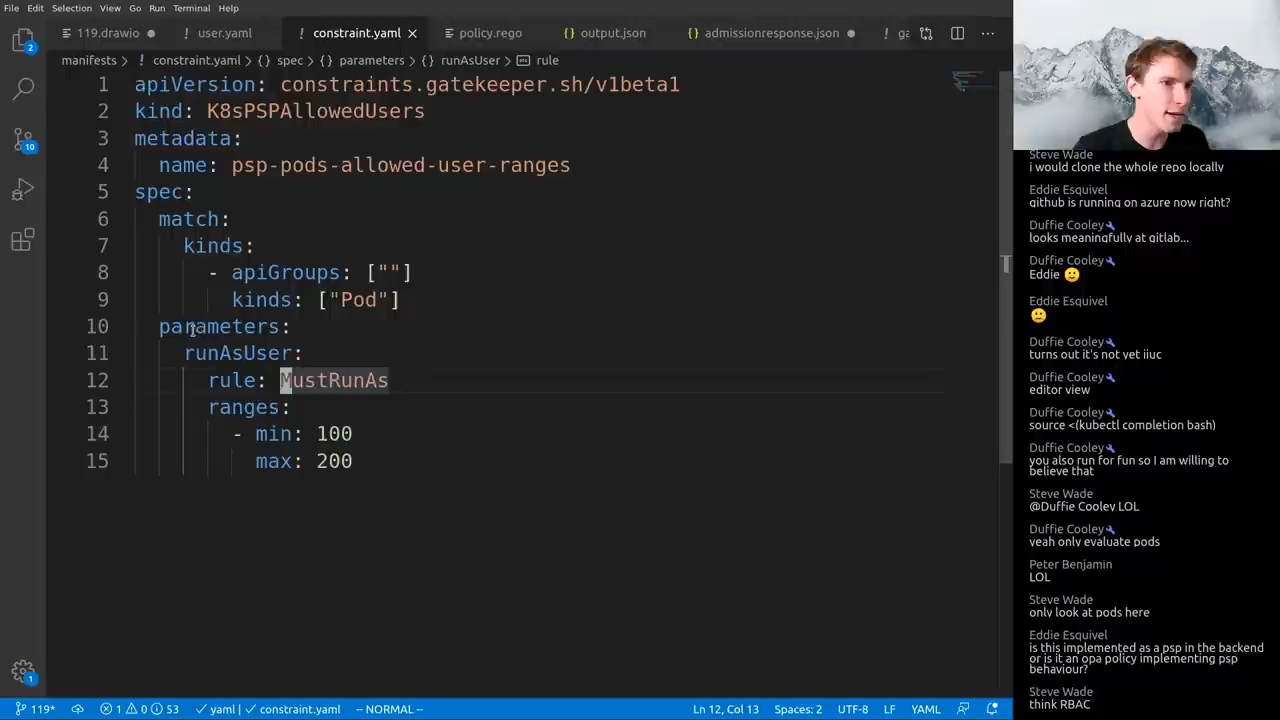 File Edit Selection View Go Run Terminal Help
119.drawio user.yaml constraint.yaml policy.rego output.json admissionresponse.json
manifests constraint.yaml spec parameters runAsUser rule
1 apiVersion: constraints.gatekeeper.sh/v1beta1
2 kind: K8sPSPAllowedUsers
3 metadata:
4 name: psp-pods-allowed-user-ranges
5 spec:
6 match:
7 kinds:
8 - apiGroups: [""]
9 kinds: ["Pod"]
10 parameters:
11 runAsUser:
12 rule: MustRunAs
13 ranges:
14 - min: 100
15 max: 200
2
10
1
119* 1 0 53 yaml | constraint.yaml -- NORMAL -- Ln 12, Col 13 Spaces: 2 UTF-8 LF YAML
Steve Wade
i would clone the whole repo locally
Eddie Esquivel
github is running on azure now right?
Duffie Cooley
looks meaningfully at gitlab...
Duffie Cooley
Eddie 🙂
Eddie Esquivel
🙂
Duffie Cooley
turns out it's not yet iiuc
Duffie Cooley
editor view
Duffie Cooley
source <(kubectl completion bash)
Duffie Cooley
you also run for fun so I am willing to
believe that
Steve Wade
@Duffie Cooley LOL
Duffie Cooley
yeah only evaluate pods
Peter Benjamin
LOL
Steve Wade
only look at pods here
Eddie Esquivel
is this implemented as a psp in the backend
or is it an opa policy implementing psp
behaviour?
Steve Wade
think RBAC